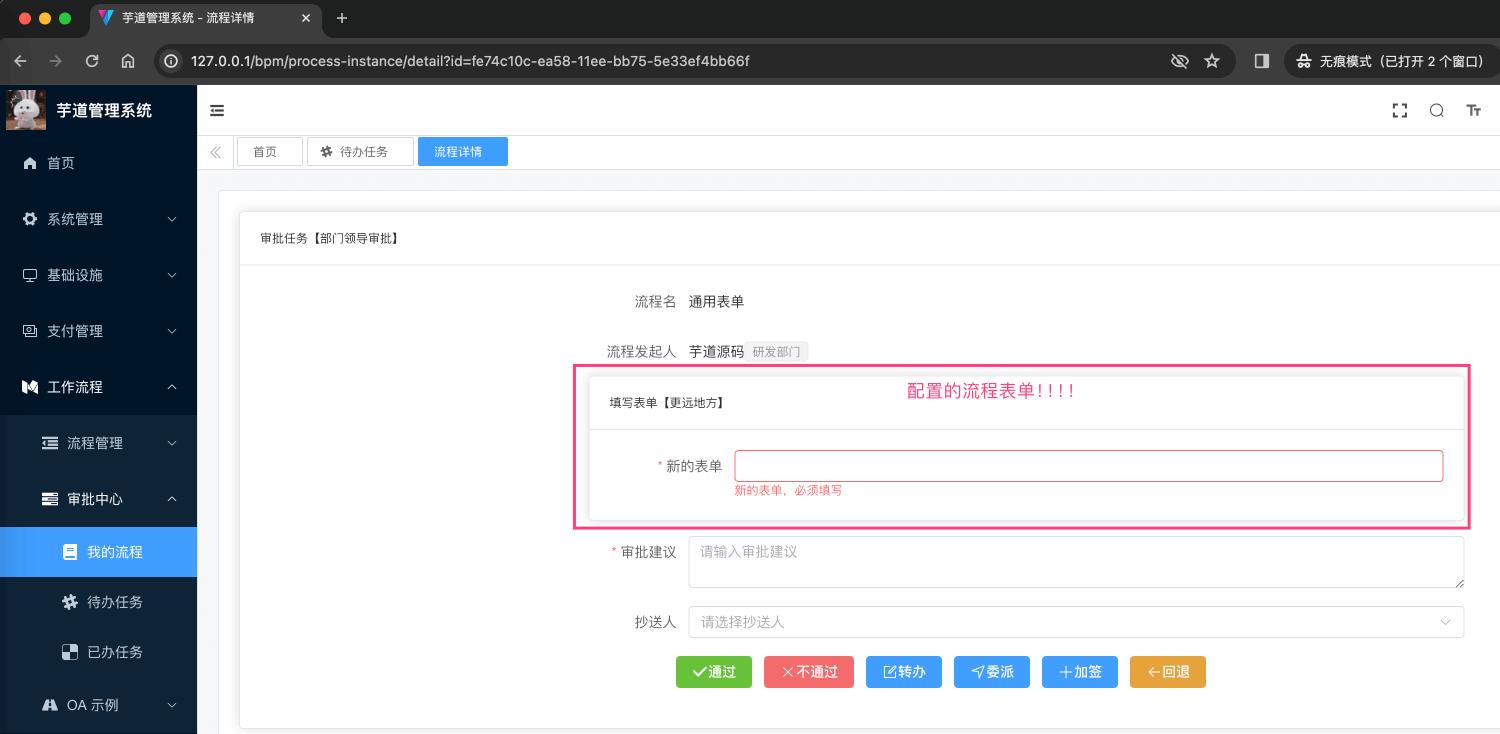 芋道管理系统 - 流程详情
127.0.0.1/bpm/process-instance/detail?id=fe74c10c-ea58-11ee-bb75-5e33ef4bb66f
无痕模式（已打开 2 个窗口）
芋道管理系统
首页
系统管理
基础设施
支付管理
工作流程
流程管理
审批中心
我的流程
待办任务
已办任务
OA 示例
首页
待办任务
流程详情
审批任务【部门领导审批】
流程名 通用表单
流程发起人 芋道源码 研发部门
配置的流程表单!!!!
填写表单【更远地方】
* 新的表单
新的表单，必须填写
* 审批建议 请输入审批建议
抄送人 请选择抄送人
通过 不通过 转办 委派 加签 回退